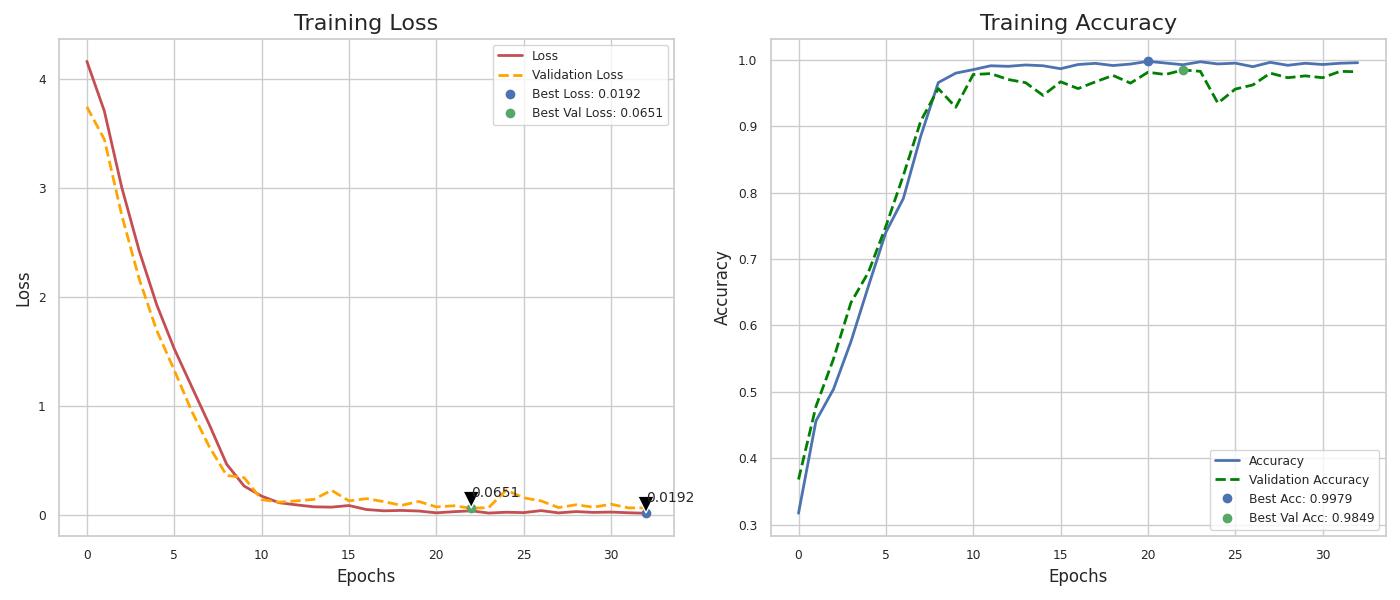 Training Loss
Loss
Validation Loss
Best Loss: 0.0192
Best Val Loss: 0.0651
4
3
2
1
0
Loss
0.0651
0.0192
0 5 10 15 20 25 30
Epochs
Training Accuracy
1.0
0.9
0.8
0.7
0.6
0.5
0.4
0.3
Accuracy
Accuracy
Validation Accuracy
Best Acc: 0.9979
Best Val Acc: 0.9849
0 5 10 15 20 25 30
Epochs